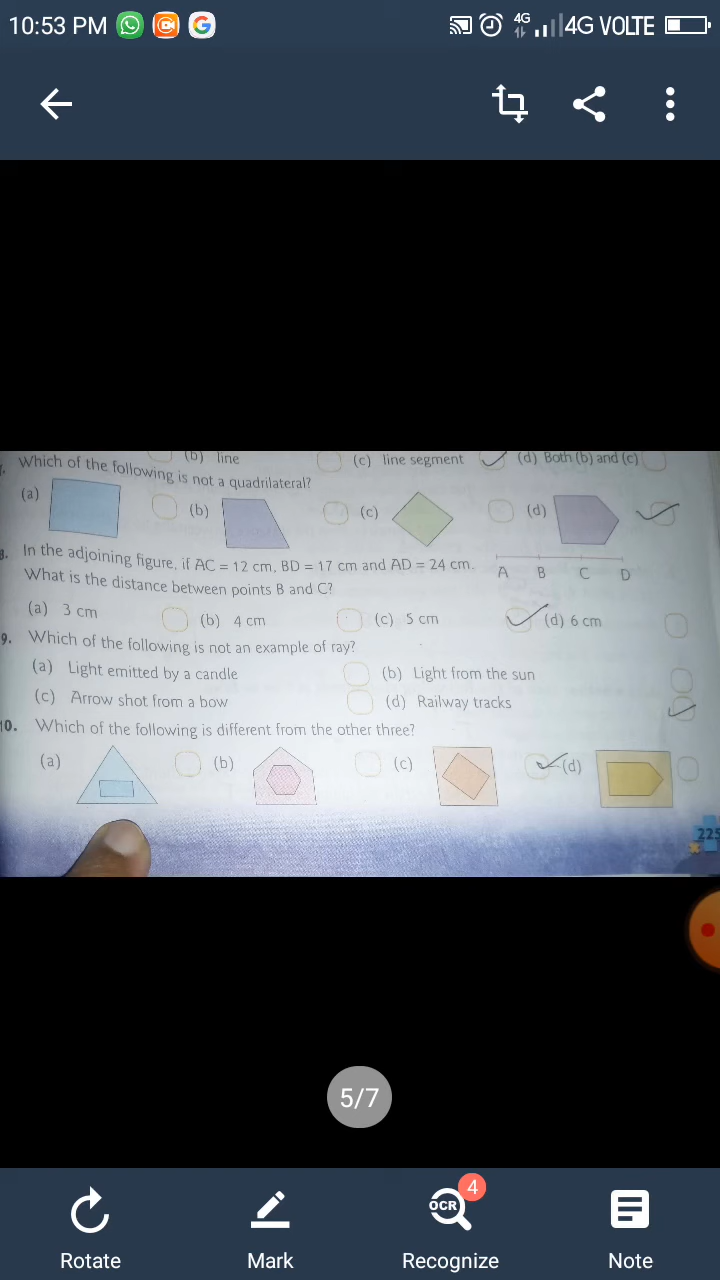 10:53 PM
4G
4G VOLTE
(b) line
(c) line segment
(d) Both (b) and (c)
Which of the following is not a quadrilateral?
(a)
(b)
(c)
(d)
In the adjoining figure, if AC = 12 cm, BD = 17 cm and AD = 24 cm.
What is the distance between points B and C?
A B C D
(a) 3 cm
(b) 4 cm
(c) 5 cm
(d) 6 cm
9. Which of the following is not an example of ray?
(a) Light emitted by a candle
(b) Light from the sun
(c) Arrow shot from a bow
(d) Railway tracks
10. Which of the following is different from the other three?
(a)
(b)
(c)
(d)
225
5/7
OCR
4
Rotate
Mark
Recognize
Note